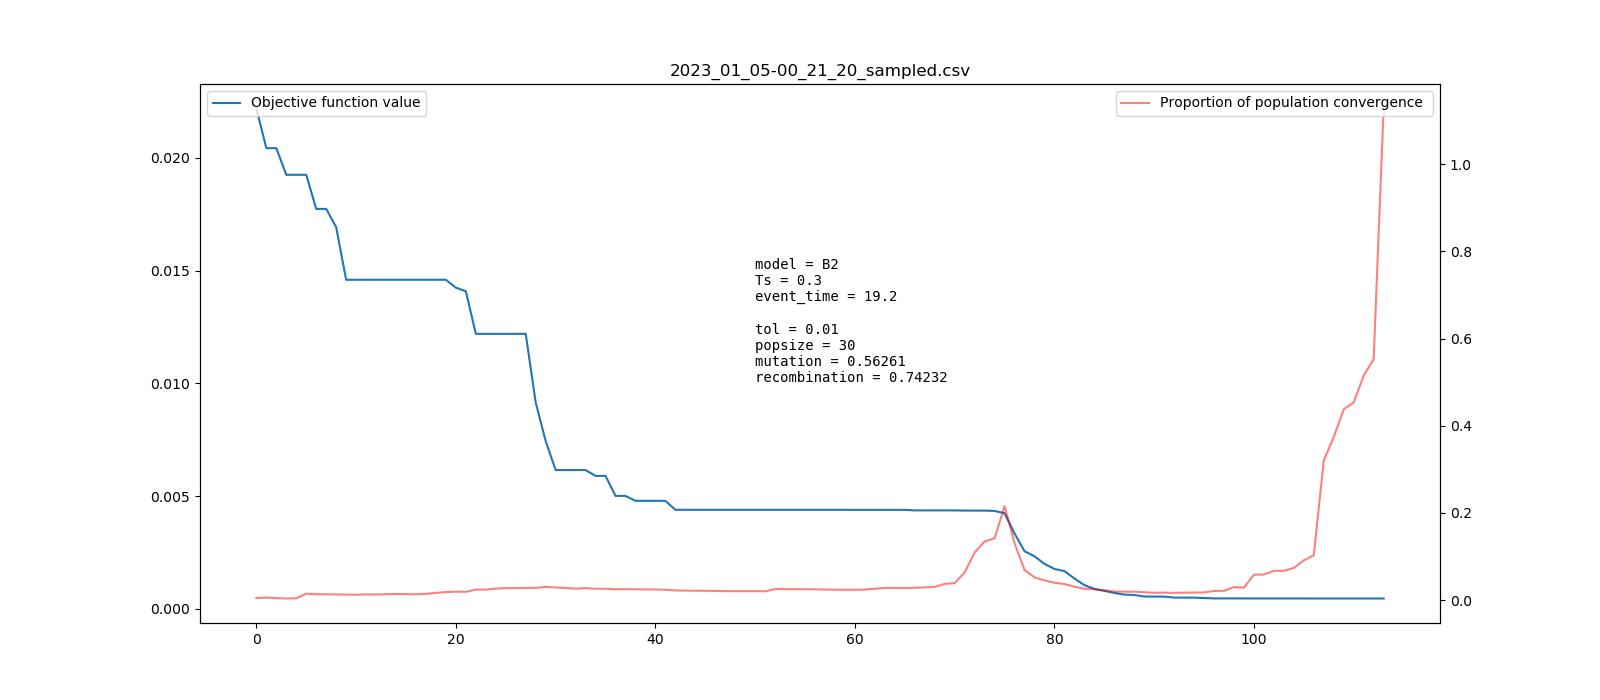 2023_01_05-00_21_20_sampled.csv
Objective function value
Proportion of population convergence
0.020
0.015
0.010
0.005
0.000
1.0
0.8
0.6
0.4
0.2
0.0
model = B2
Ts = 0.3
event_time = 19.2
tol = 0.01
popsize = 30
mutation = 0.56261
recombination = 0.74232
0 20 40 60 80 100